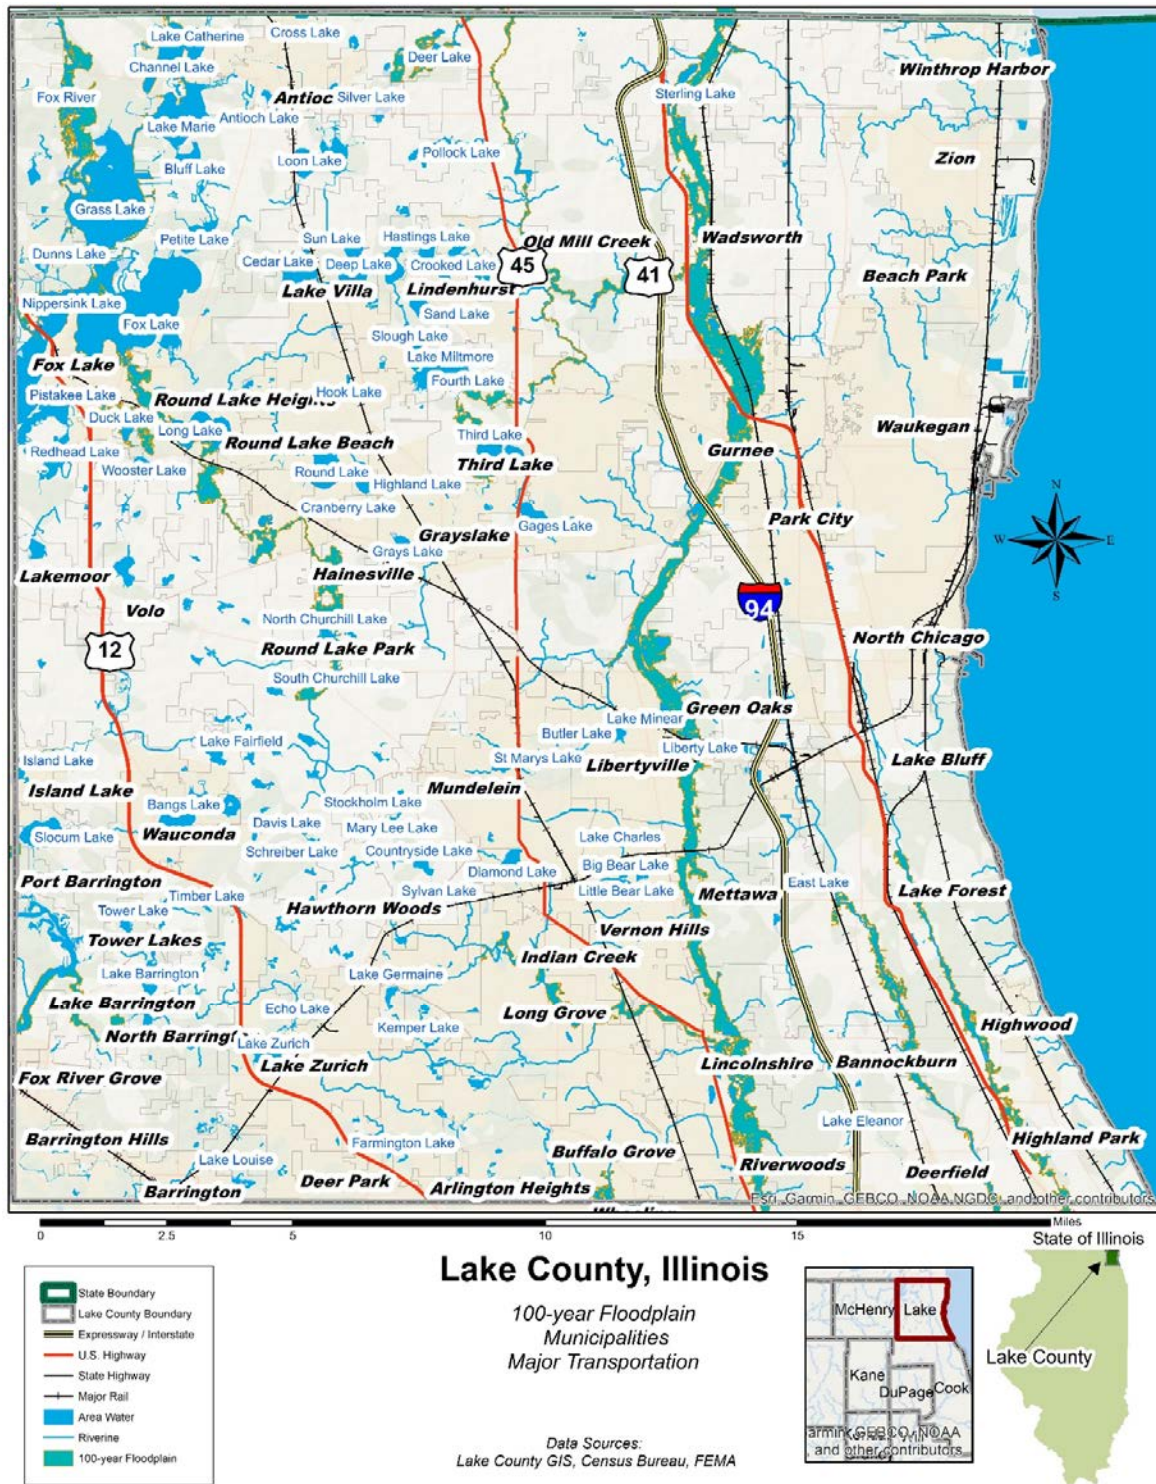 Lake Catherine
Cross Lake
Channel Lake
Deer Lake
Winthrop Harbor
Fox River
Antioc
Silver Lake
Sterling Lake
Lake Marie
Antioch Lake
Bluff Lake
Loon Lake
Pollock Lake
Zion
Grass Lake
Petite Lake
Sun Lake
Hastings Lake
Old Mill Creek
Wadsworth
Dunns Lake
Cedar Lake
Deep Lake
Crooked Lake
45
41
Beach Park
Lake Villa
Lindenhurst
Nippersink Lake
Fox Lake
Sand Lake
Slough Lake
Lake Miltmore
Fox Lake
Fourth Lake
Pistakee Lake
Round Lake Heights
Hook Lake
Duck Lake
Long Lake
Third Lake
Waukegan
Redhead Lake
Round Lake Beach
Gurnee
Wooster Lake
Round Lake
Third Lake
Highland Lake
Cranberry Lake
Gages Lake
Park City
Grayslake
Grays Lake
N
W
E
S
Lakemoor
Hainesville
Volo
94
North Churchill Lake
North Chicago
12
Round Lake Park
South Churchill Lake
Green Oaks
Lake Minear
Lake Fairfield
Butler Lake
Liberty Lake
Island Lake
St Marys Lake
Libertyville
Lake Bluff
Island Lake
Mundelein
Bangs Lake
Stockholm Lake
Slocum Lake
Wauconda
Davis Lake
Mary Lee Lake
Lake Charles
Schreiber Lake
Countryside Lake
Big Bear Lake
Port Barrington
Diamond Lake
East Lake
Timber Lake
Sylvan Lake
Little Bear Lake
Mettawa
Lake Forest
Tower Lake
Hawthorn Woods
Vernon Hills
Tower Lakes
Indian Creek
Lake Barrington
Lake Germaine
Lake Barrington
Echo Lake
Long Grove
North Barringt
Kemper Lake
Highwood
Lake Zurich
Lake Zurich
Lincolnshire
Bannockburn
Fox River Grove
Lake Eleanor
Barrington Hills
Farmington Lake
Highland Park
Lake Louise
Buffalo Grove
Riverwoods
Deerfield
Barrington
Deer Park
Arlington Heights
Esri, Garmin, GEBCO, NOAA NGDC, and other contributors
0
2.5
5
10
15
Miles
State of Illinois
Lake County, Illinois
100-year Floodplain
Municipalities
Major Transportation
State Boundary
Lake County Boundary
Expressway / Interstate
U.S. Highway
State Highway
Major Rail
Area Water
Riverine
100-year Floodplain
McHenry
Lake
Kane
DuPage
Cook
GEBCO, NOAA
and other contributors
Lake County
Data Sources:
Lake County GIS, Census Bureau, FEMA